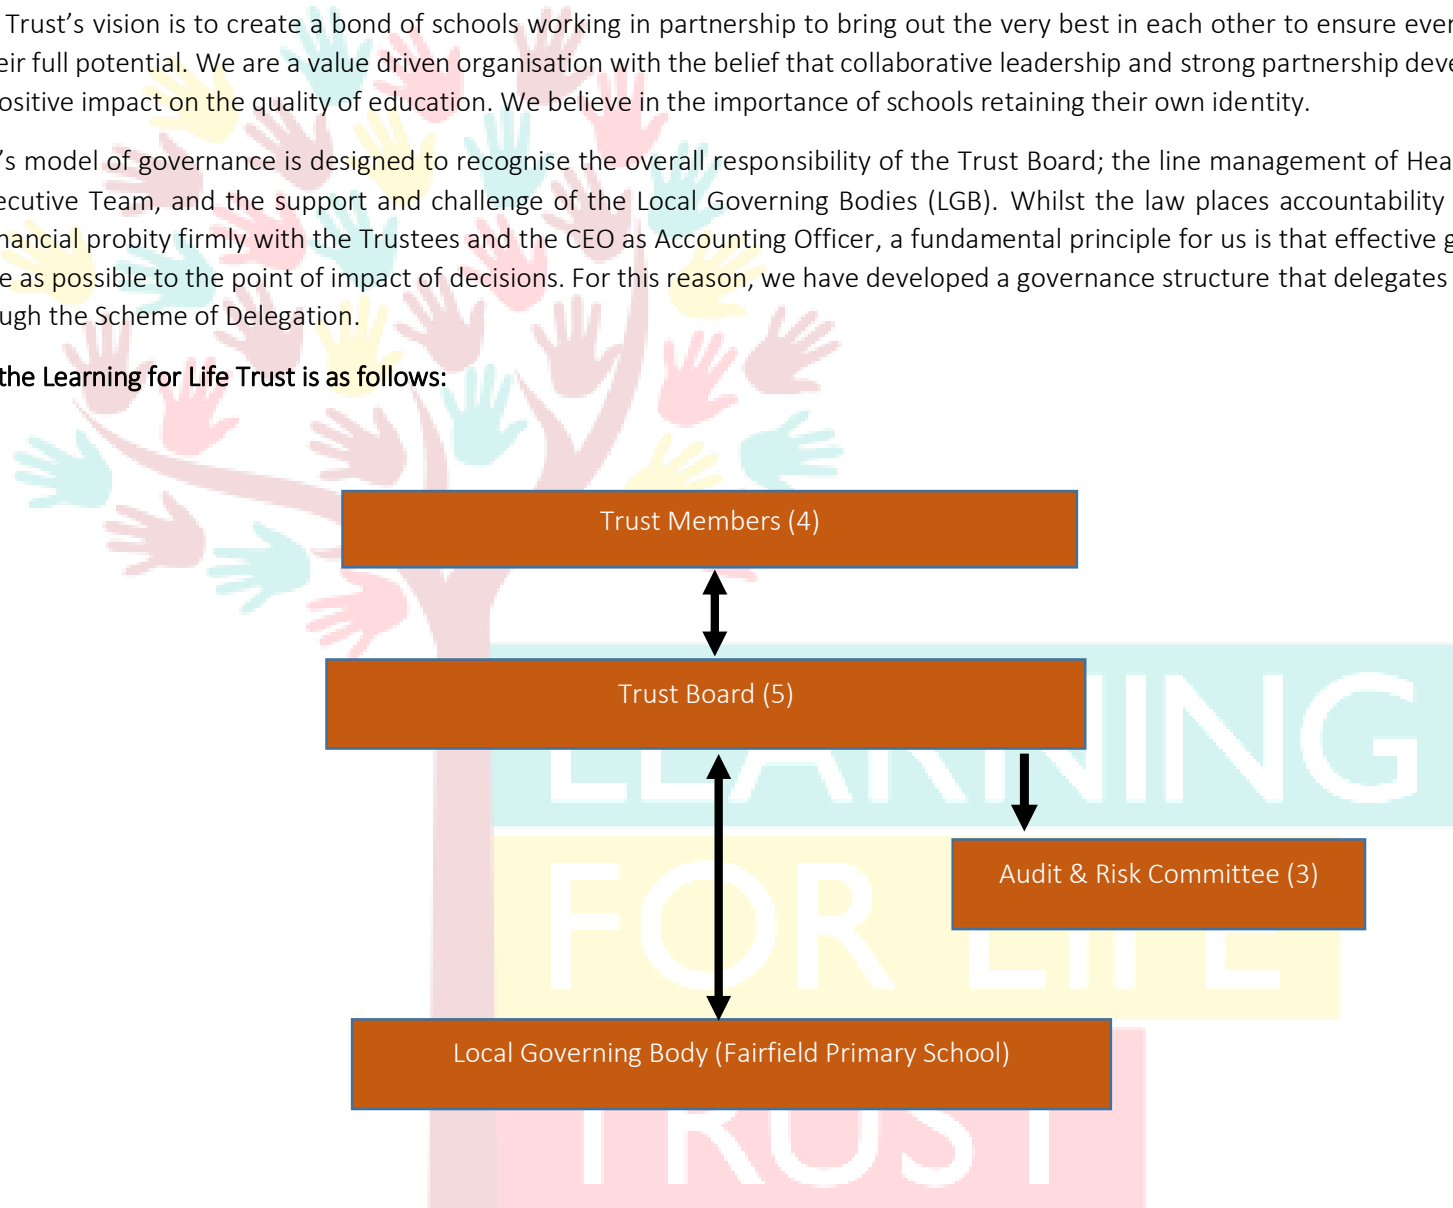 Trust’s vision is to create a bond of schools working in partnership to bring out the very best in each other to ensure ever
eir full potential. We are a value driven organisation with the belief that collaborative leadership and strong partnership deve
ositive impact on the quality of education. We believe in the importance of schools retaining their own identity.
’s model of governance is designed to recognise the overall responsibility of the Trust Board; the line management of Hea
ecutive Team, and the support and challenge of the Local Governing Bodies (LGB). Whilst the law places accountability
nancial probity firmly with the Trustees and the CEO as Accounting Officer, a fundamental principle for us is that effective g
e as possible to the point of impact of decisions. For this reason, we have developed a governance structure that delegates
ugh the Scheme of Delegation.
the Learning for Life Trust is as follows:
Trust Members (4)
Trust Board (5)
LEARNING
Audit & Risk Committee (3)
FOR LIFE
Local Governing Body (Fairfield Primary School)
TRUST